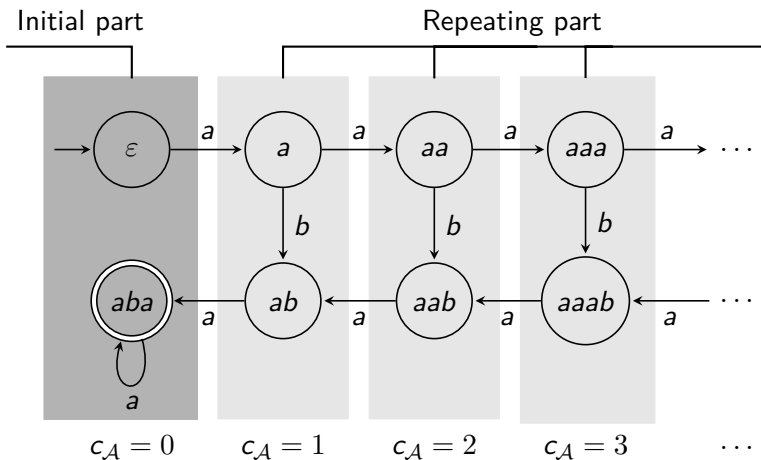 Initial part Repeating part
a a a a
ε a aa aaa ...
b b b
aba ab aab aaab ...
a a a a
a
c_𝒜 = 0 c_𝒜 = 1 c_𝒜 = 2 c_𝒜 = 3 ...